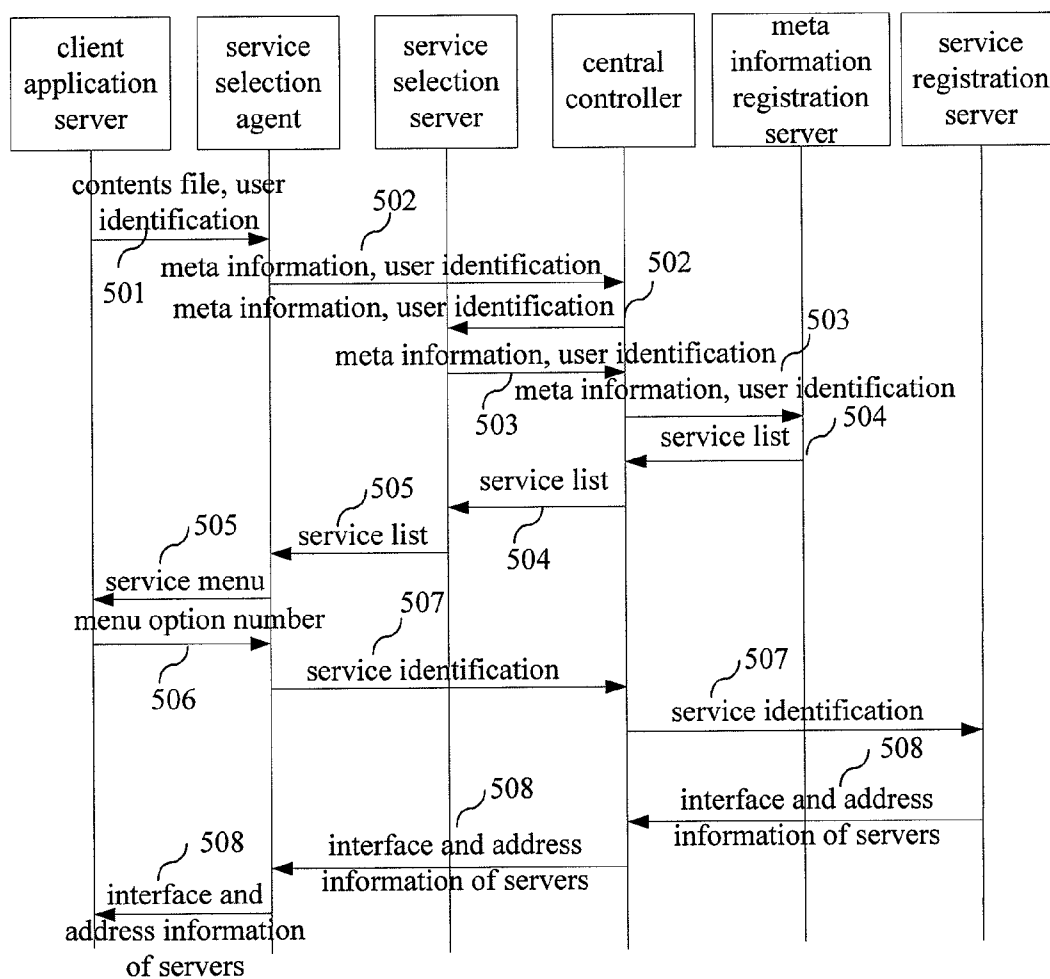 client
application
server
service
selection
agent
service
selection
server
central
controller
meta
information
registration
server
service
registration
server
contents file, user
identification
501
502
meta information, user identification
502
meta information, user identification
503
meta information, user identification
503
meta information, user identification
504
service list
service list
504
505
service list
505
service menu
menu option number
506
507
service identification
507
service identification
508
interface and address
information of servers
508
interface and address
information of servers
508
interface and
address information
of servers